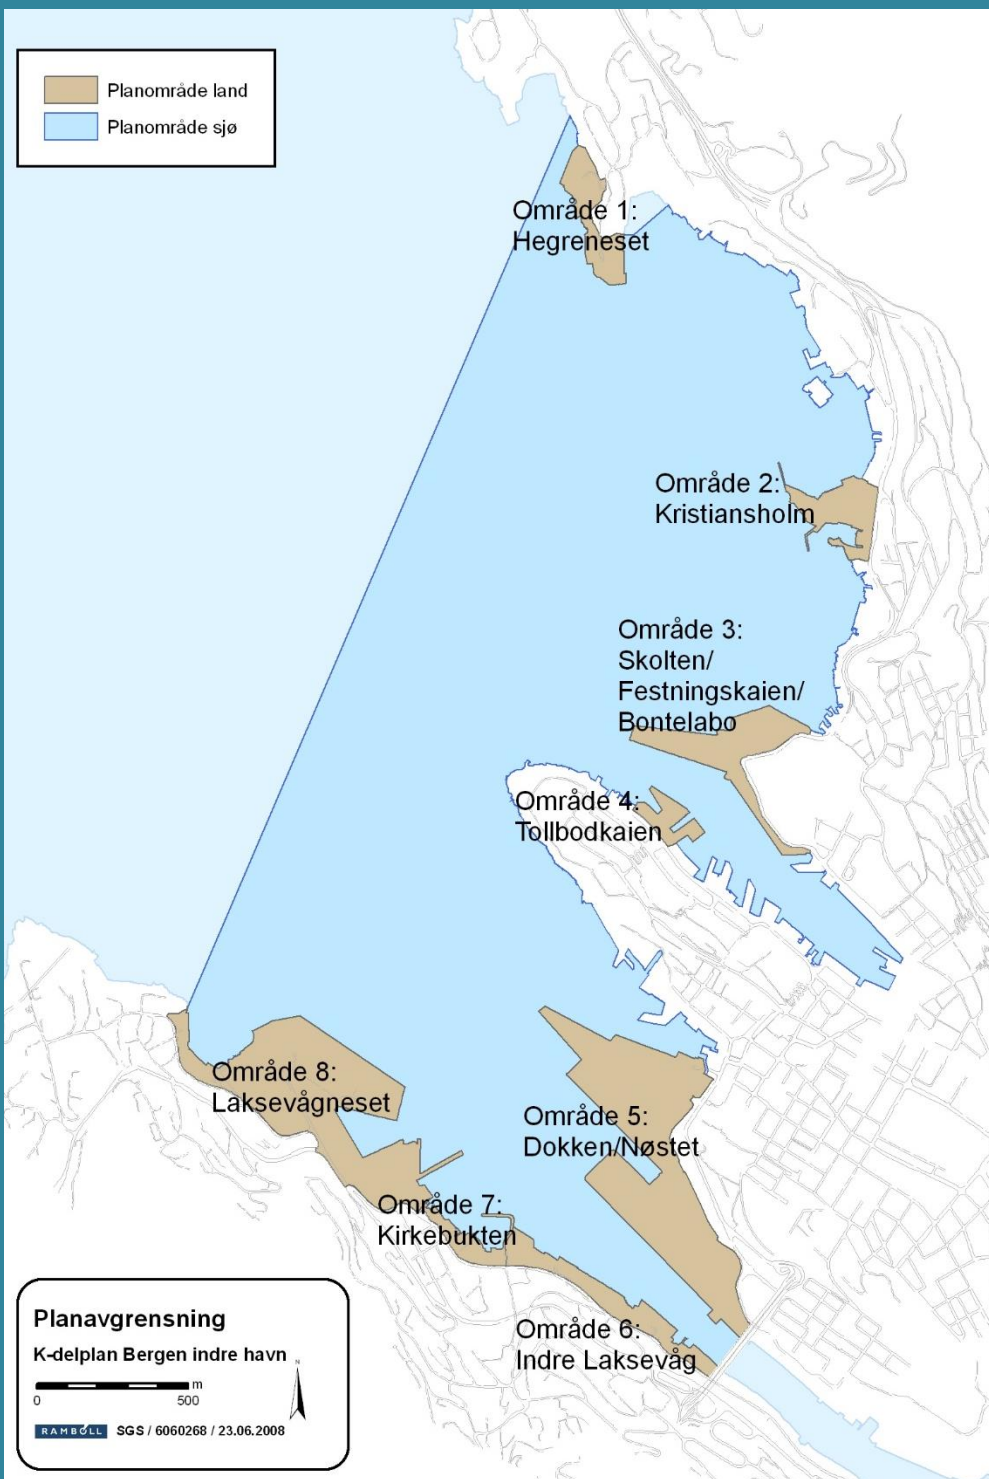 Planområde land
Planområde sjø
Område 1:
Hegreneset
Område 2:
Kristiansholm
Område 3:
Skolten/
Festningskaien/
Bontelabo
Område 4:
Tollbodkaien
Område 8:
Laksevågneset
Område 5:
Dokken/Nøstet
Område 7:
Kirkebukten
Område 6:
Indre Laksevåg
Planavgrensning
K-delplan Bergen indre havn
N
m
0 500
RAMBØLL SGS / 6060268 / 23.06.2008